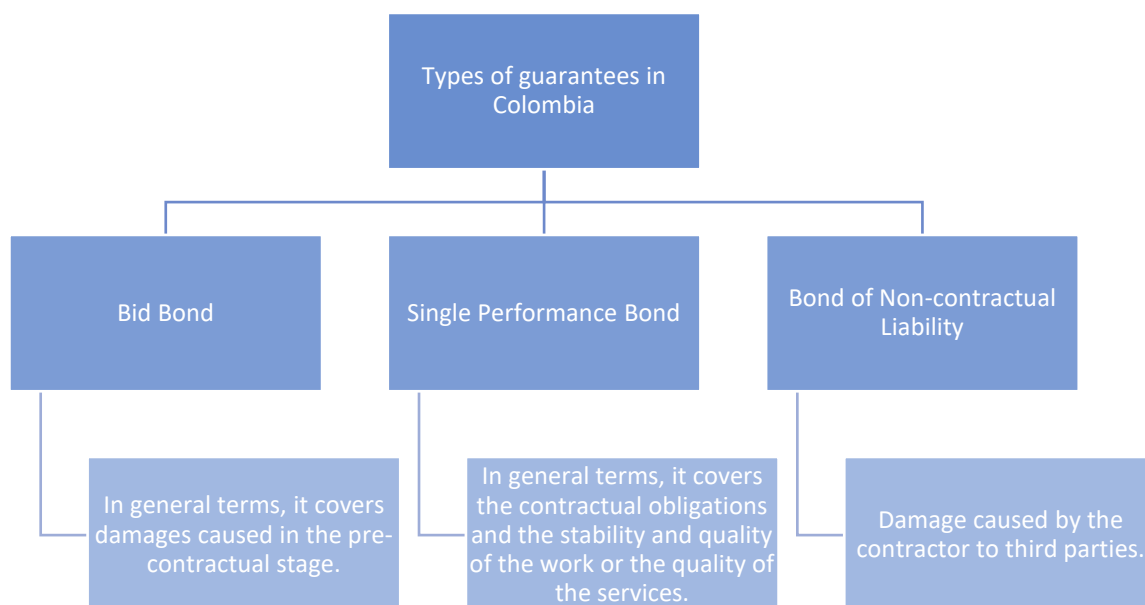 Types of guarantees in
Colombia
Bid Bond
Single Performance Bond
Bond of Non-contractual
Liability
In general terms, it covers
damages caused in the pre-
contractual stage.
In general terms, it covers
the contractual obligations
and the stability and quality
of the work or the quality of
the services.
Damage caused by the
contractor to third parties.